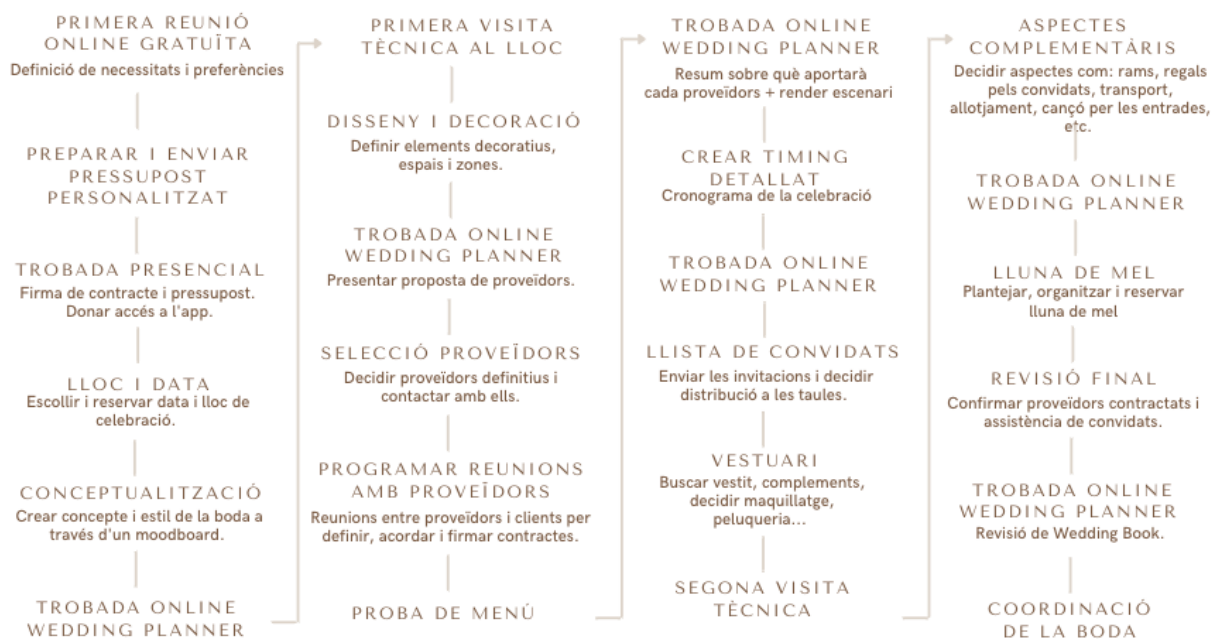 PRIMERA REUNIÓ
ONLINE GRATUÏTA
Definició de necessitats i preferències
PREPARAR I ENVIAR
PRESSUPOST
PERSONALITZAT
TROBADA PRESENCIAL
Firma de contracte i pressupost.
Donar accés a l'app.
LLOC I DATA
Escollir i reservar data i lloc de
celebració.
CONCEPTUALITZACIÓ
Crear concepte i estil de la boda a
través d'un moodboard.
TROBADA ONLINE
WEDDING PLANNER
PRIMERA VISITA
TÈCNICA AL LLOC
DISSENY I DECORACIÓ
Definir elements decoratius,
espais i zones.
TROBADA ONLINE
WEDDING PLANNER
Presentar proposta de proveïdors.
SELECCIÓ PROVEÏDORS
Decidir proveïdors definitius i
contactar amb ells.
PROGRAMAR REUNIONS
AMB PROVEÏDORS
Reunions entre proveïdors i clients per
definir, acordar i firmar contractes.
PROBA DE MENÚ
TROBADA ONLINE
WEDDING PLANNER
Resum sobre què aportarà
cada proveïdors + render escenari
CREAR TIMING
DETALLAT
Cronograma de la celebració
TROBADA ONLINE
WEDDING PLANNER
LLISTA DE CONVIDATS
Enviar les invitacions i decidir
distribució a les taules.
VESTUARI
Buscar vestit, complements,
decidir maquillatge,
peluqueria...
SEGONA VISITA
TÈCNICA
ASPECTES
COMPLEMENTÀRIS
Decidir aspectes com: rams, regals
pels convidats, transport,
allotjament, cançó per les entrades,
etc.
TROBADA ONLINE
WEDDING PLANNER
LLUNA DE MEL
Plantejar, organitzar i reservar
lluna de mel
REVISIÓ FINAL
Confirmar proveïdors contractats i
assistència de convidats.
TROBADA ONLINE
WEDDING PLANNER
Revisió de Wedding Book.
COORDINACIÓ
DE LA BODA